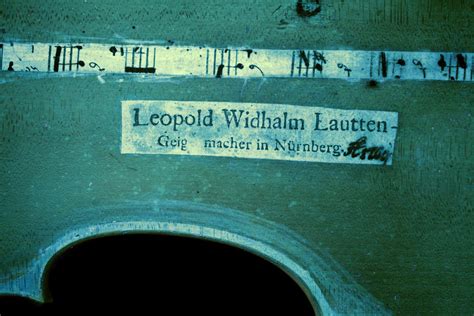 Leopold Widhalm Lautten-
Geig macher in Nürnberg.